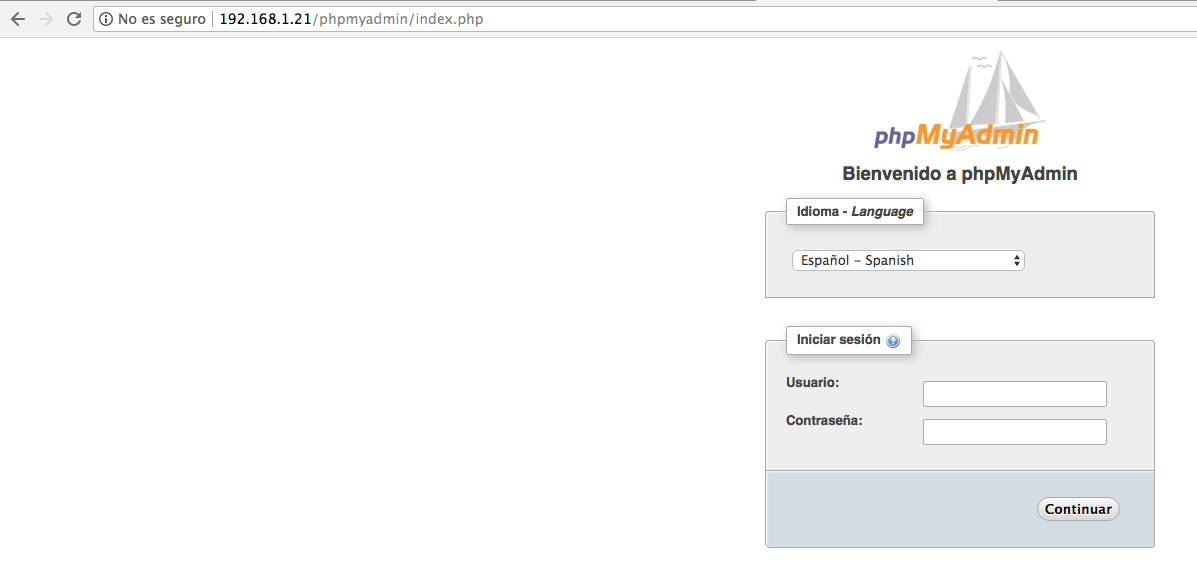 No es seguro 192.168.1.21/phpmyadmin/index.php
phpMyAdmin
Bienvenido a phpMyAdmin
Idioma - Language
Español - Spanish
Iniciar sesión ?
Usuario:
Contraseña:
Continuar